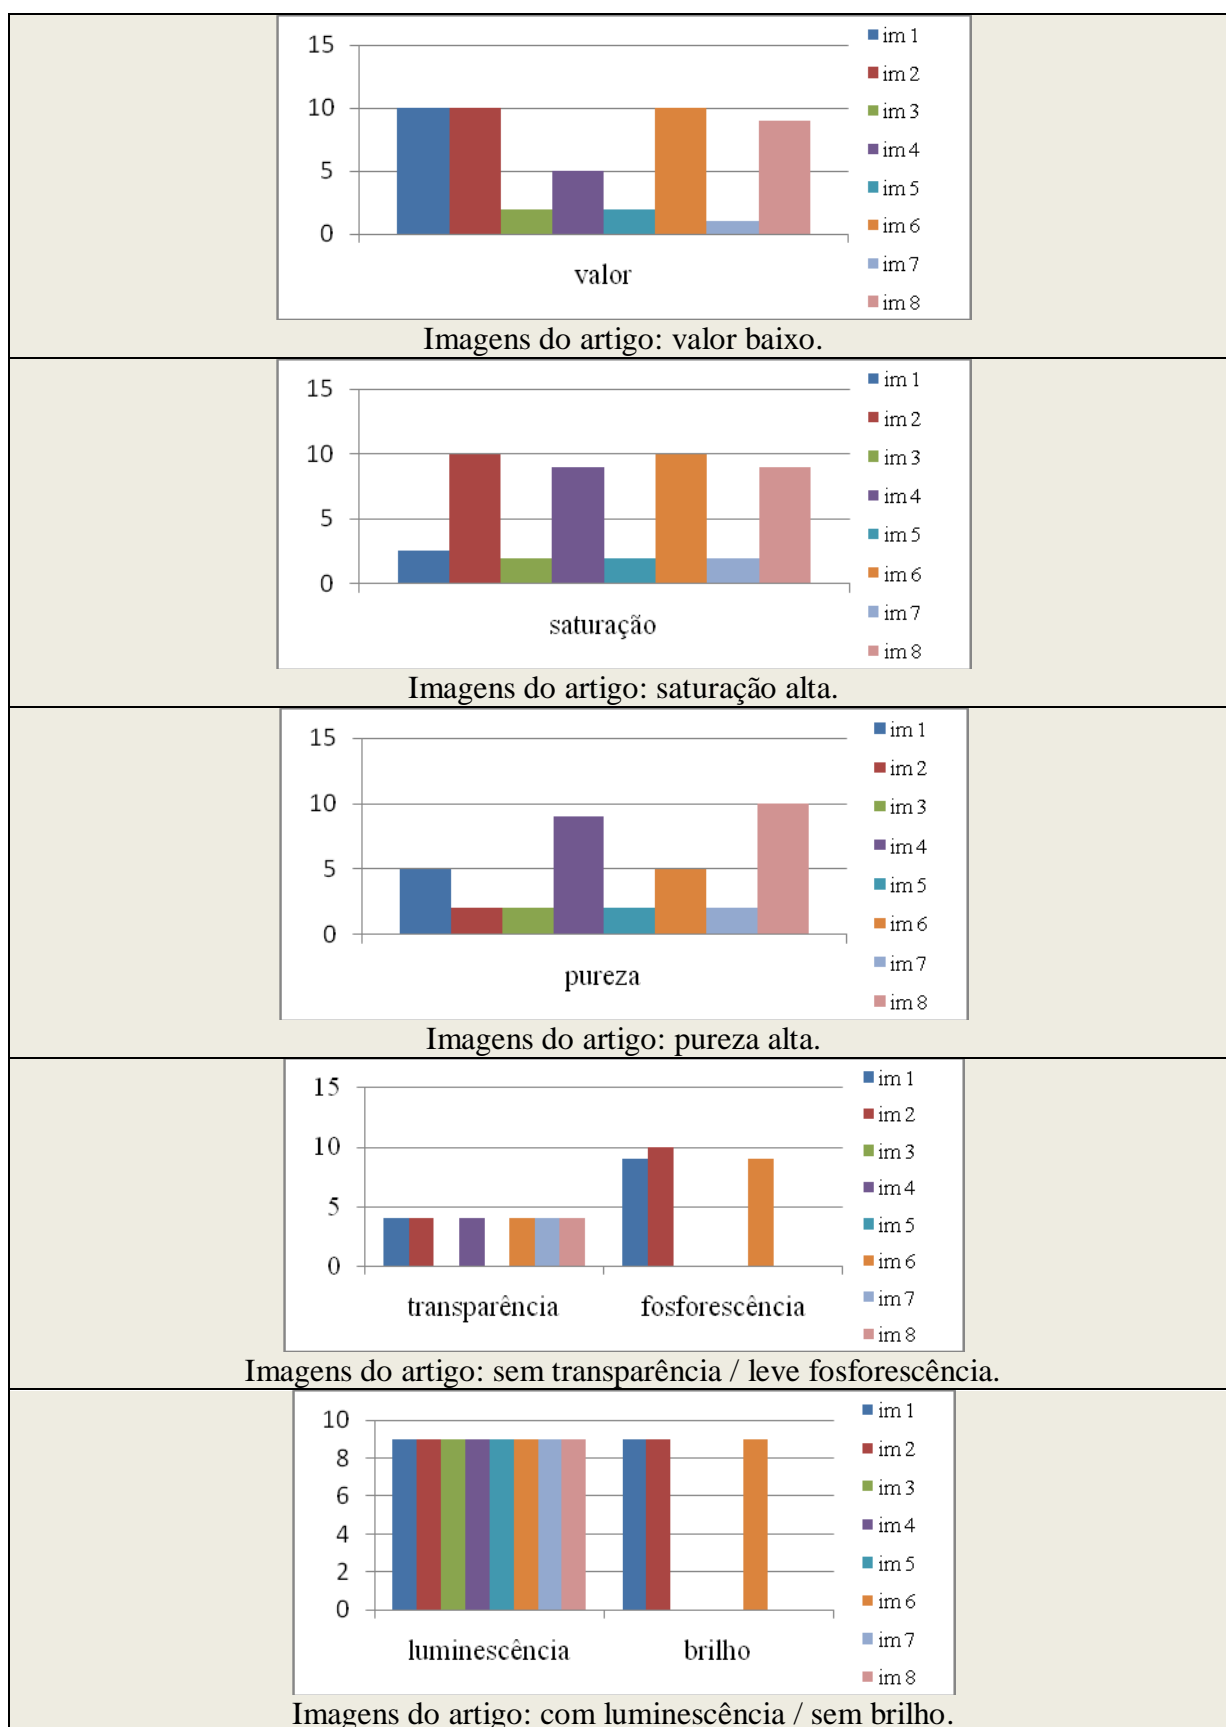 15
10
5
0
valor
im 1
im 2
im 3
im 4
im 5
im 6
im 7
im 8
Imagens do artigo: valor baixo.
15
10
5
0
saturação
im 1
im 2
im 3
im 4
im 5
im 6
im 7
im 8
Imagens do artigo: saturação alta.
15
10
5
0
pureza
im 1
im 2
im 3
im 4
im 5
im 6
im 7
im 8
Imagens do artigo: pureza alta.
15
10
5
0
transparência fosforescência
im 1
im 2
im 3
im 4
im 5
im 6
im 7
im 8
Imagens do artigo: sem transparência / leve fosforescência.
10
8
6
4
2
0
luminescência brilho
im 1
im 2
im 3
im 4
im 5
im 6
im 7
im 8
Imagens do artigo: com luminescência / sem brilho.